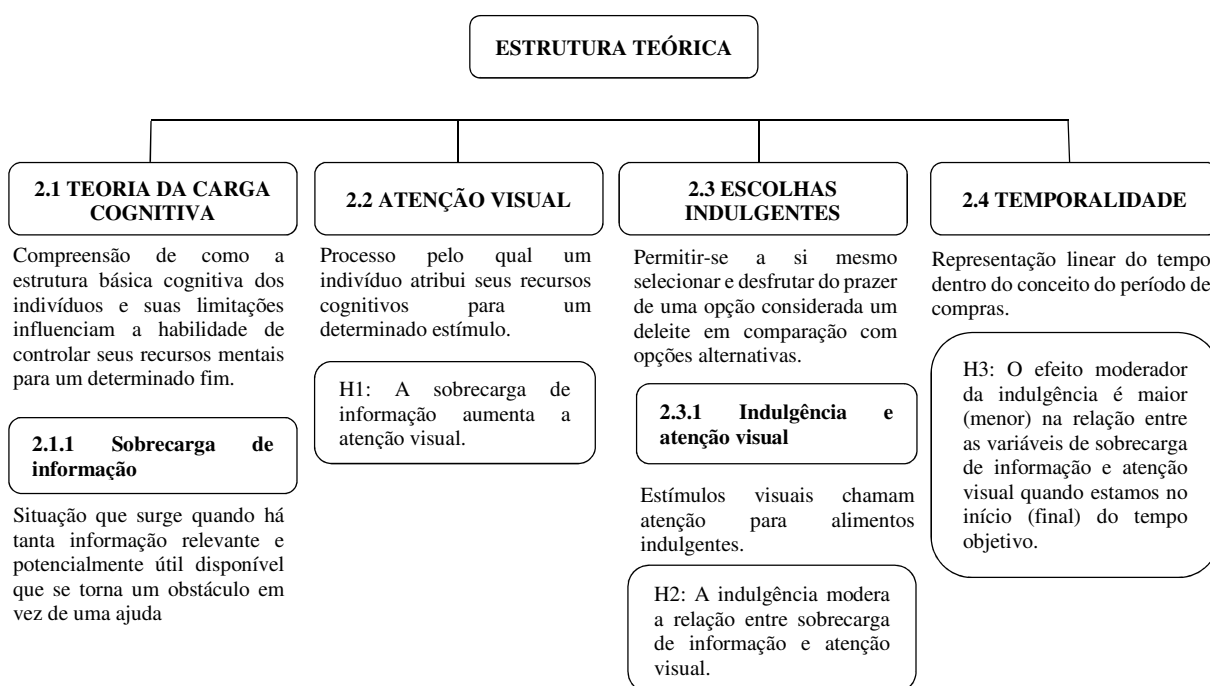 ESTRUTURA TEÓRICA
2.1 TEORIA DA CARGA
COGNITIVA
Compreensão de como a
estrutura básica cognitiva dos
indivíduos e suas limitações
influenciam a habilidade de
controlar seus recursos mentais
para um determinado fim.
2.1.1 Sobrecarga de
informação
Situação que surge quando há
tanta informação relevante e
potencialmente útil disponível
que se torna um obstáculo em
vez de uma ajuda
2.2 ATENÇÃO VISUAL
Processo pelo qual um
indivíduo atribui seus recursos
cognitivos para um
determinado estímulo.
H1: A sobrecarga de
informação aumenta a
atenção visual.
2.3 ESCOLHAS
INDULGENTES
Permitir-se a si mesmo
selecionar e desfrutar do prazer
de uma opção considerada um
deleite em comparação com
opções alternativas.
2.3.1 Indulgência e
atenção visual
Estímulos visuais chamam
atenção para alimentos
indulgentes.
H2: A indulgência modera
a relação entre sobrecarga
de informação e atenção
visual.
2.4 TEMPORALIDADE
Representação linear do tempo
dentro do conceito do período de
compras.
H3: O efeito moderador
da indulgência é maior
(menor) na relação entre
as variáveis de sobrecarga
de informação e atenção
visual quando estamos no
início (final) do tempo
objetivo.